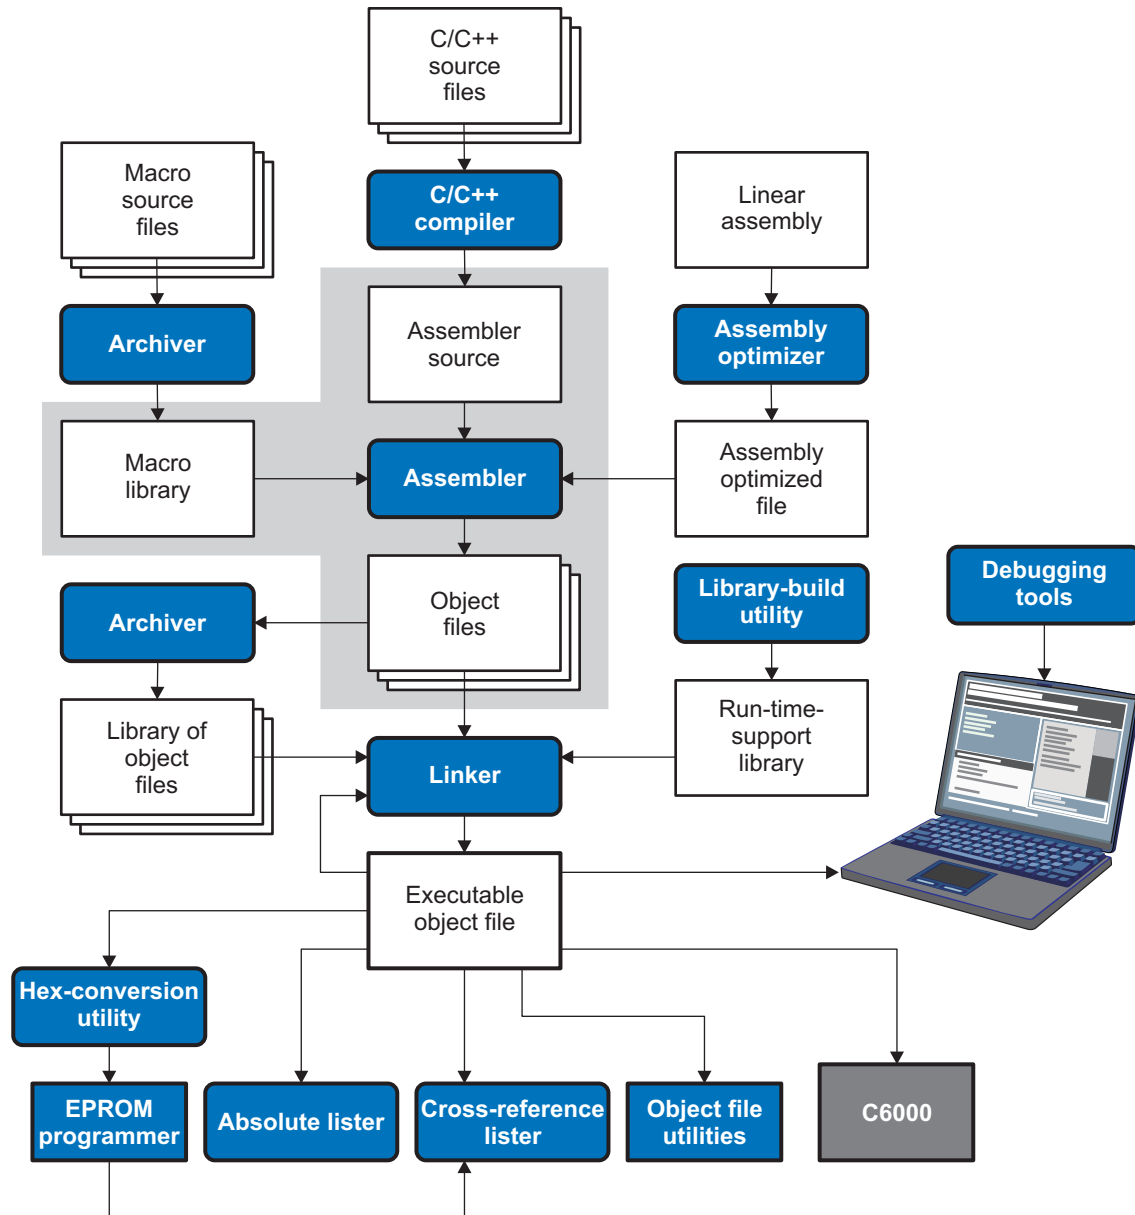 C/C++
source
files
Macro
source
files
C/C++
compiler
Linear
assembly
Archiver
Assembler
source
Assembly
optimizer
Macro
library
Assembler
Assembly
optimized
file
Archiver
Object
files
Library-build
utility
Debugging
tools
Library of
object
files
Linker
Run-time-
support
library
Executable
object file
Hex-conversion
utility
EPROM
programmer
Absolute lister
Cross-reference
lister
Object file
utilities
C6000